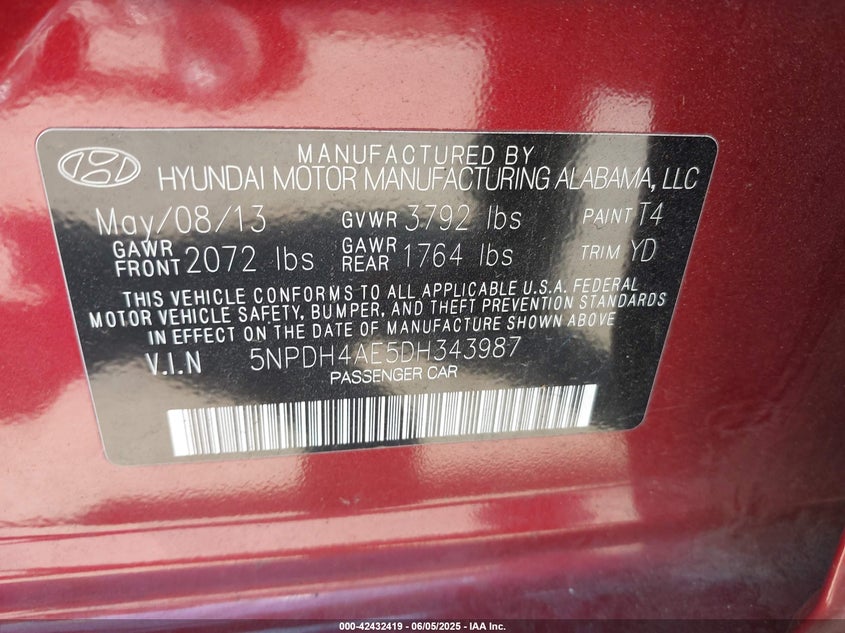 MANUFACTURED BY
HYUNDAI MOTOR MANUFACTURING ALABAMA, LLC
May/08/13 GVWR 3792 lbs PAINT T4
GAWR FRONT 2072 lbs GAWR REAR 1764 lbs TRIM YD
THIS VEHICLE CONFORMS TO ALL APPLICABLE U.S.A. FEDERAL
MOTOR VEHICLE SAFETY, BUMPER, AND THEFT PREVENTION STANDARDS
IN EFFECT ON THE DATE OF MANUFACTURE SHOWN ABOVE
V.I.N 5NPDH4AE5DH343987
PASSENGER CAR
000-42432419 - 06/05/2025 - IAA Inc.